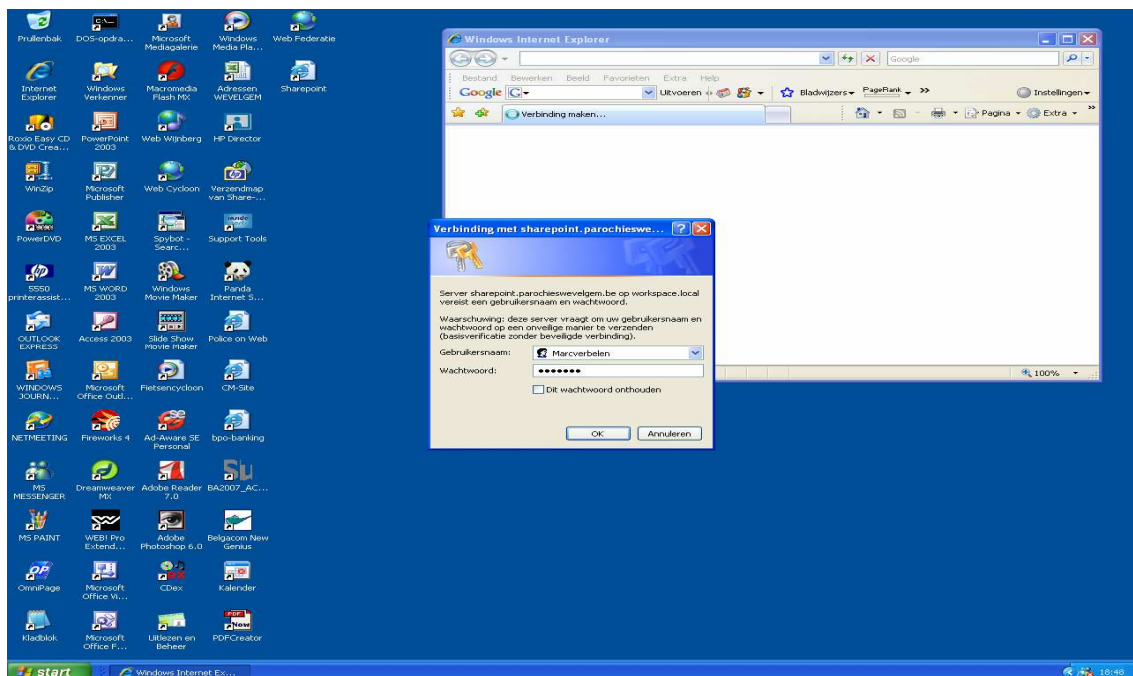 Prullenbak
DOS-opdra...
Microsoft
Mediagalerie
Windows
Media Pla...
Web Federatie
Internet
Explorer
Windows
Verkenner
Macromedia
Flash MX
Adressen
WEVELGEM
Sharepoint
Roxio Easy CD
& DVD Crea...
PowerPoint
2003
Web Wijnberg
HP Director
WinZip
Microsoft
Publisher
Web Cycloon
Verzendmap
van Share-...
PowerDVD
MS EXCEL
2003
Spybot -
Searc...
Support Tools
5550
printerassist...
MS WORD
2003
Windows
Movie Maker
Panda
Internet S...
OUTLOOK
EXPRESS
Access 2003
Slide Show
Movie Maker
Police on Web
WINDOWS
JOURN...
Microsoft
Office Outl...
Fietsencycloon
CM-Site
NETMEETING
Fireworks 4
Ad-Aware SE
Personal
bpo-banking
MS
MESSENGER
Dreamweaver
MX
Adobe Reader
7.0
BA2007_AC...
MS PAINT
WEB! Pro
Extend...
Adobe
Photoshop 6.0
Belgacom New
Genius
OmniPage
Microsoft
Office Vi...
CDex
Kalender
Kladblok
Microsoft
Office F...
Uitlezen en
Beheer
PDFCreator
Windows Internet Explorer
Google
Bestand Bewerken Beeld Favorieten Extra Help
Google G Uitvoeren Bladwijzers PageRank » Instellingen
Verbinding maken...
Pagina Extra »
Verbinding met sharepoint.parochieswe...
Server sharepoint.parochieswevelgem.be op workspace.local
vereist een gebruikersnaam en wachtwoord.
Waarschuwing: deze server vraagt om uw gebruikersnaam en
wachtwoord op een onveilige manier te verzenden
(basisverificatie zonder beveiligde verbinding).
Gebruikersnaam: Marcverbelen
Wachtwoord: •••••••
Dit wachtwoord onthouden
OK Annuleren
100%
start
Windows Internet Ex...
18:48